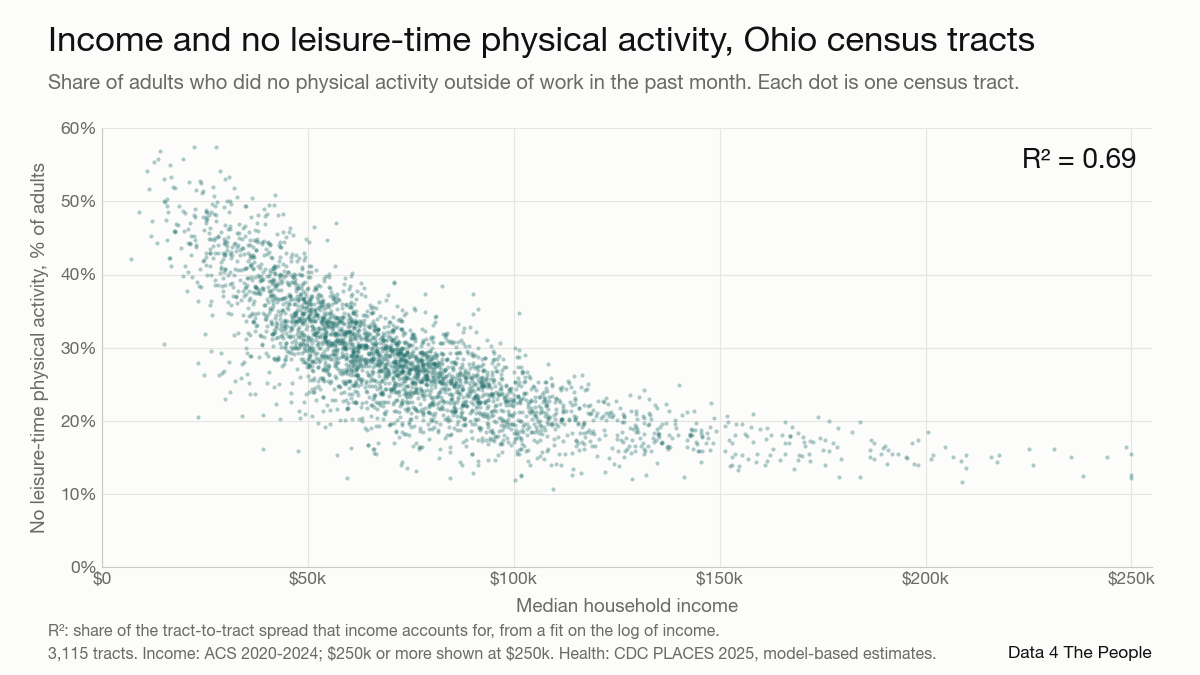 Income and no leisure-time physical activity, Ohio census tracts
Share of adults who did no physical activity outside of work in the past month. Each dot is one census tract.
R² = 0.69
No leisure-time physical activity, % of adults
60%
50%
40%
30%
20%
10%
0%
$0
$50k
$100k
$150k
$200k
$250k
Median household income
R²: share of the tract-to-tract spread that income accounts for, from a fit on the log of income.
3,115 tracts. Income: ACS 2020-2024; $250k or more shown at $250k. Health: CDC PLACES 2025, model-based estimates.
Data 4 The People